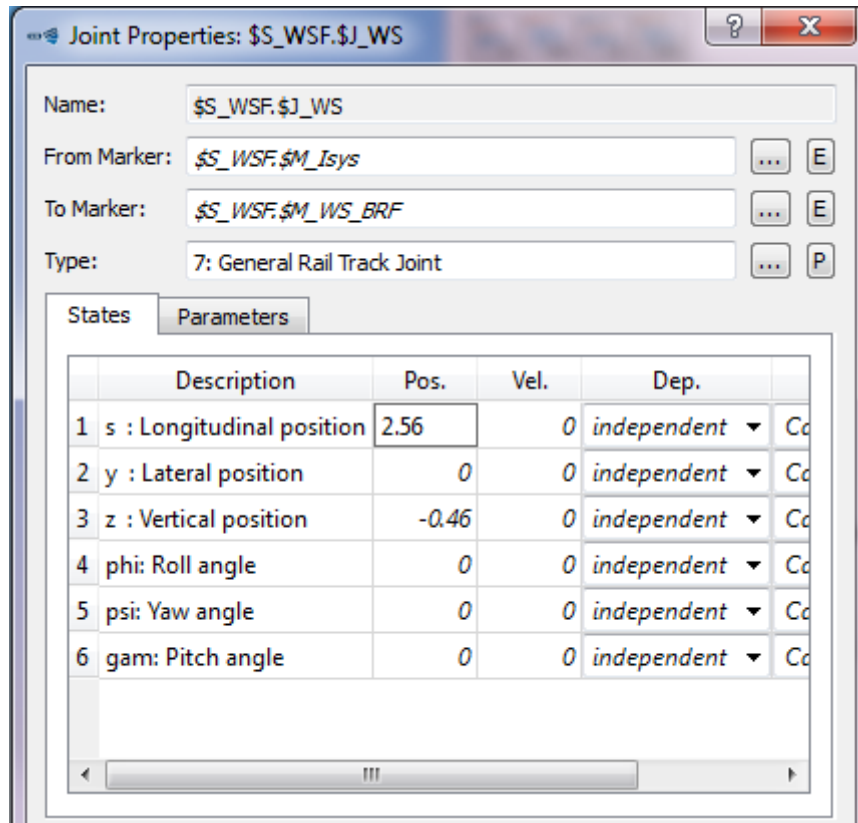 Joint Properties: $S_WSF.$J_WS
Name: $S_WSF.$J_WS
From Marker: $S_WSF.$M_Isys ... E
To Marker: $S_WSF.$M_WS_BRF ... E
Type: 7: General Rail Track Joint ... P
States Parameters
Description Pos. Vel. Dep.
1 s : Longitudinal position 2.56 0 independent
2 y : Lateral position 0 0 independent
3 z : Vertical position -0.46 0 independent
4 phi: Roll angle 0 0 independent
5 psi: Yaw angle 0 0 independent
6 gam: Pitch angle 0 0 independent